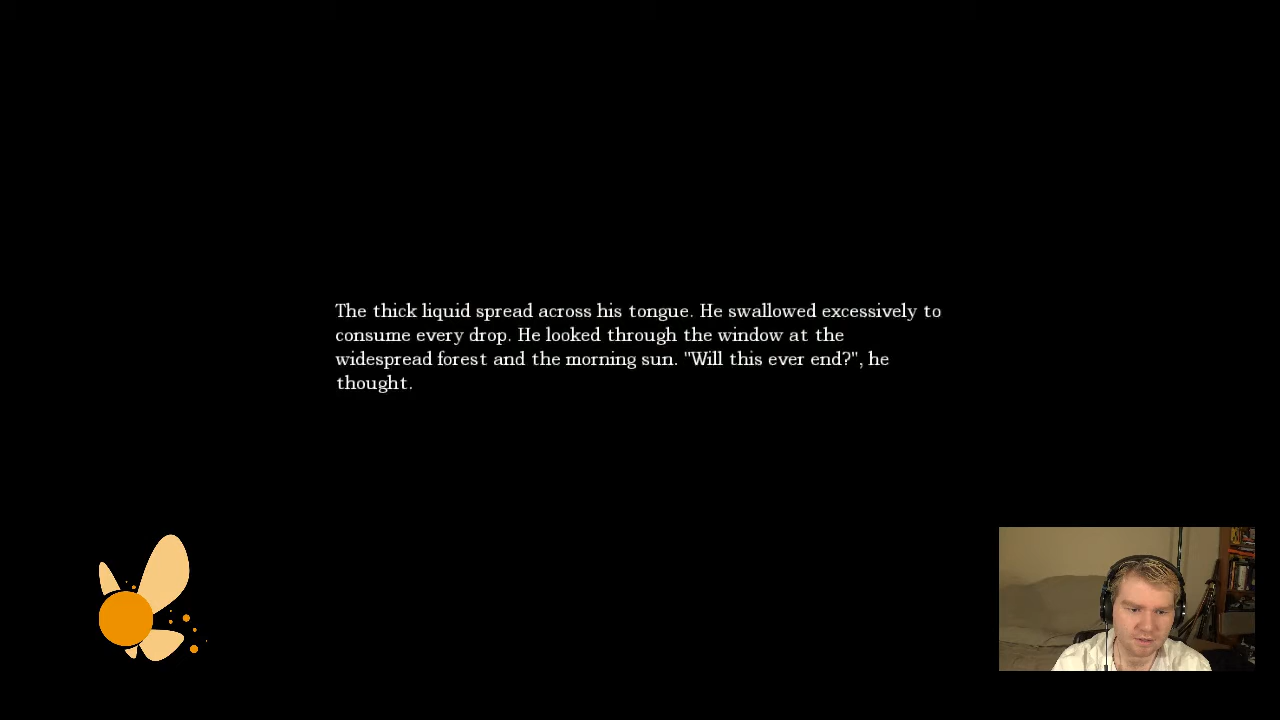 The thick liquid spread across his tongue. He swallowed excessively to
consume every drop. He looked through the window at the
widespread forest and the morning sun. "Will this ever end?", he
thought.